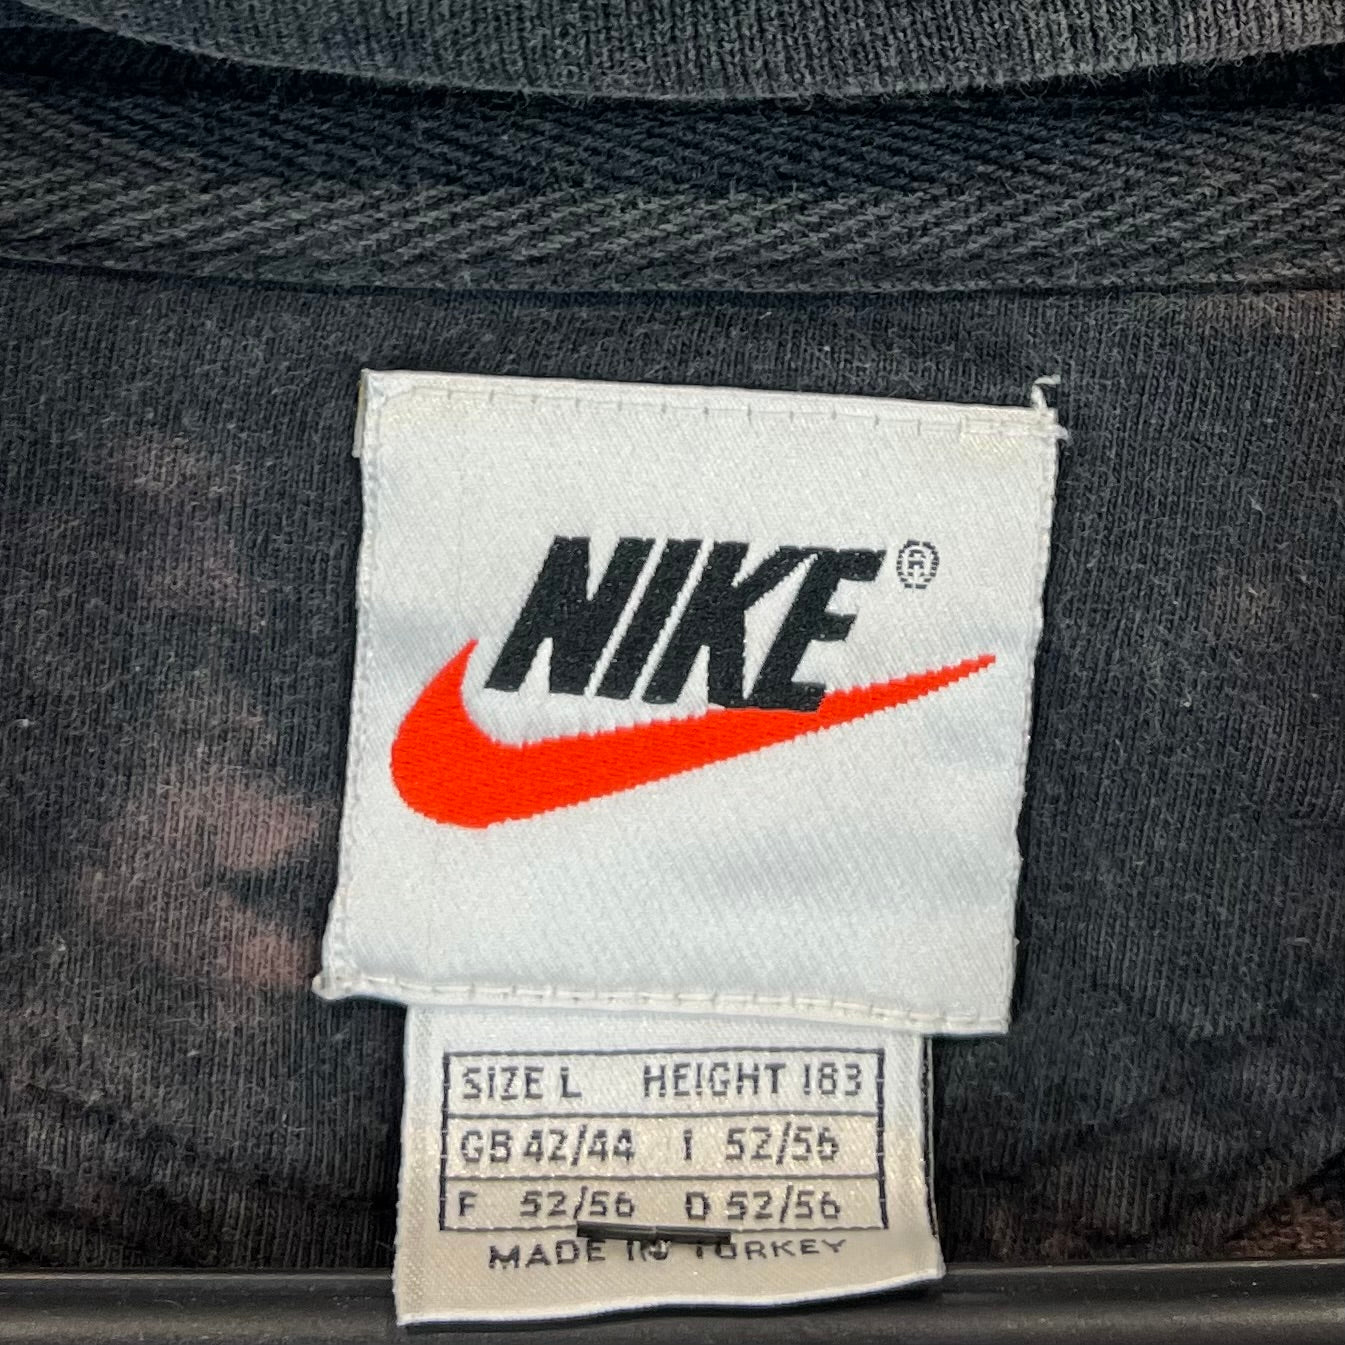 NIKE®
SIZE L HEIGHT 183
GB 42/44 I 52/56
F 52/56 D 52/56
MADE IN TURKEY